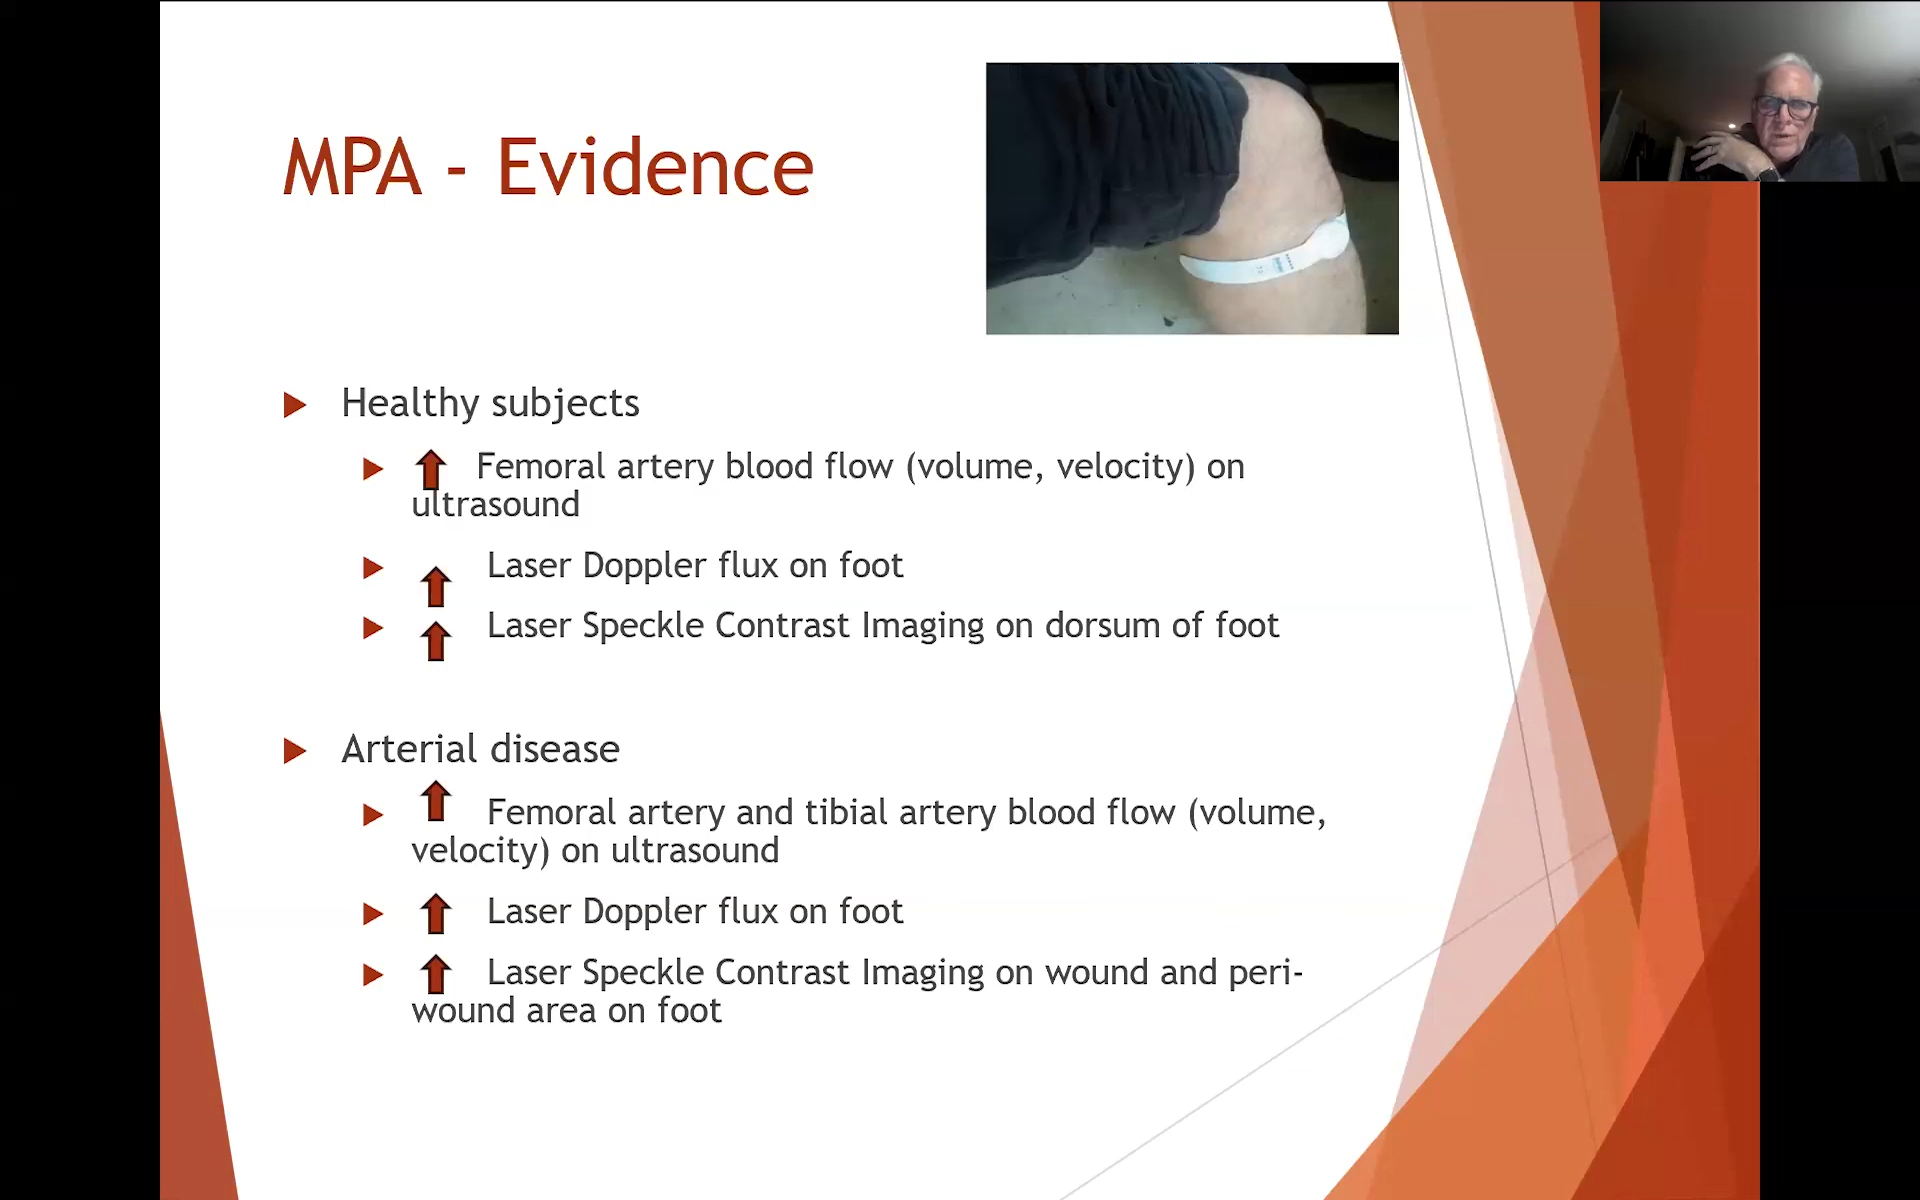 MPA - Evidence
Healthy subjects
Femoral artery blood flow (volume, velocity) on
ultrasound
Laser Doppler flux on foot
Laser Speckle Contrast Imaging on dorsum of foot
Arterial disease
Femoral artery and tibial artery blood flow (volume,
velocity) on ultrasound
Laser Doppler flux on foot
Laser Speckle Contrast Imaging on wound and peri-
wound area on foot